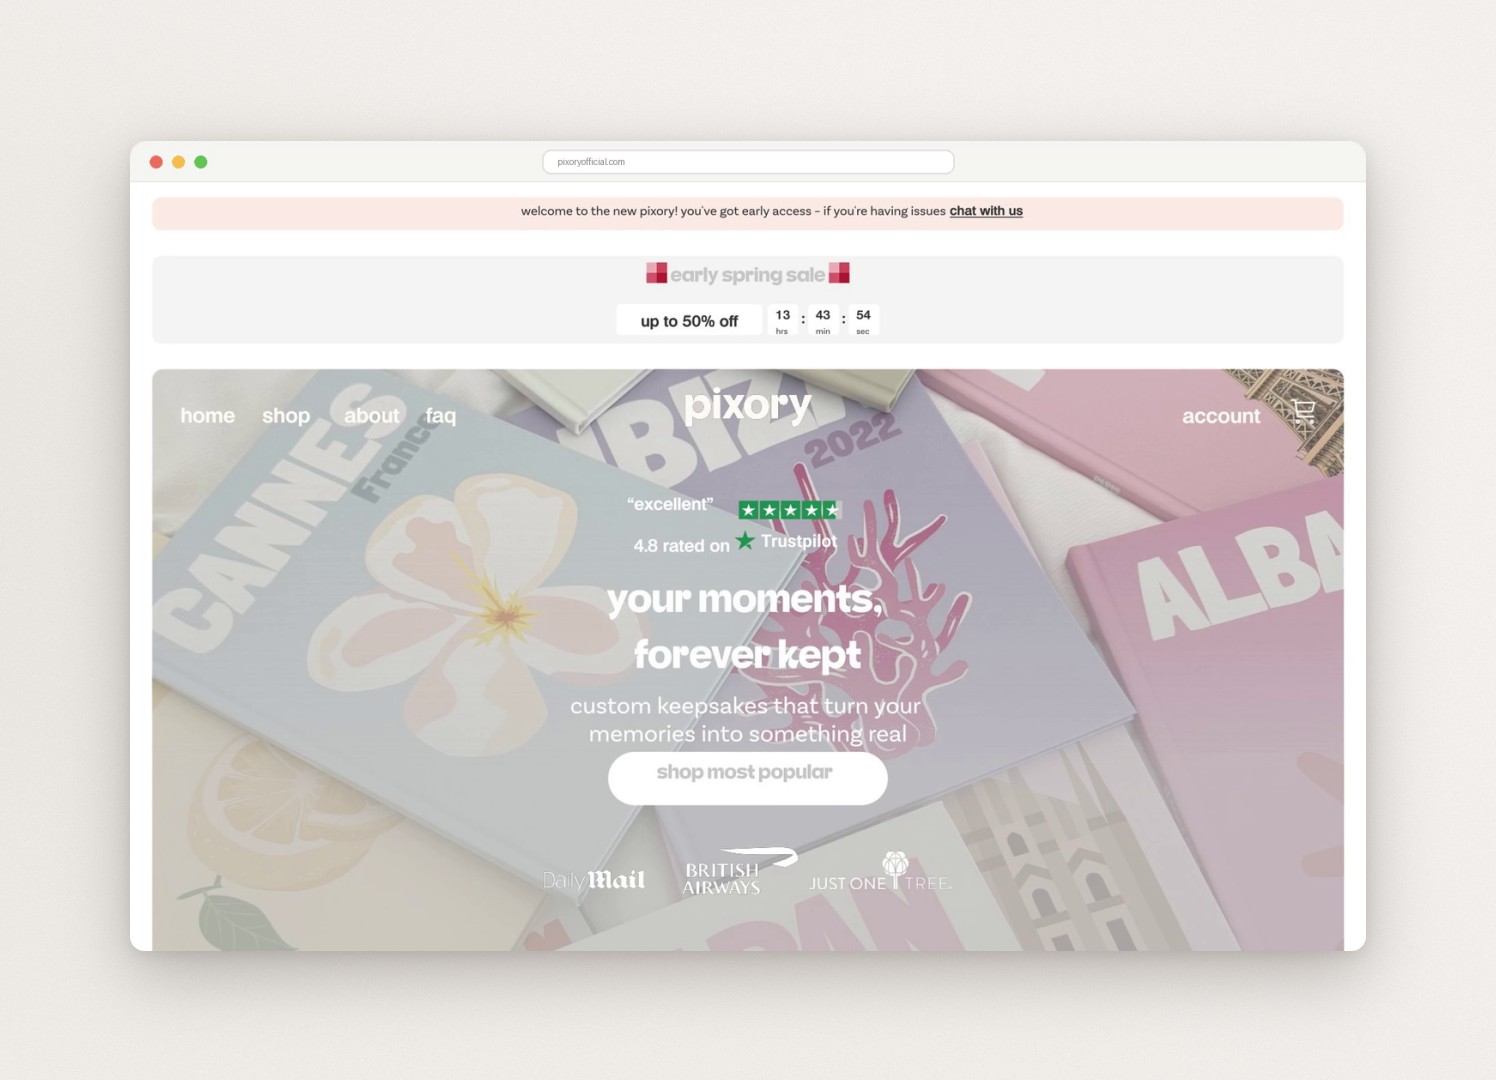 pixoryofficial.com
welcome to the new pixory! you've got early access – if you're having issues chat with us
early spring sale
up to 50% off
13 : 43 : 54
hrs min sec
home shop about faq
pixory
account
CANNES
France
IBIZA
2022
ALBA
“excellent”
4.8 rated on Trustpilot
your moments,
forever kept
custom keepsakes that turn your
memories into something real
shop most popular
Daily Mail
BRITISH
AIRWAYS
JUST ONE TREE